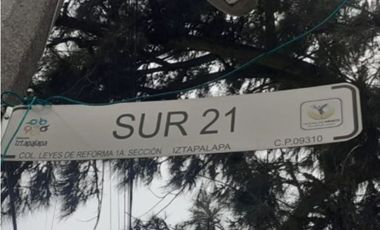 SUR 21
Iztapalapa
COL. LEYES DE REFORMA 1A. SECCIÓN IZTAPALAPA C.P.09310